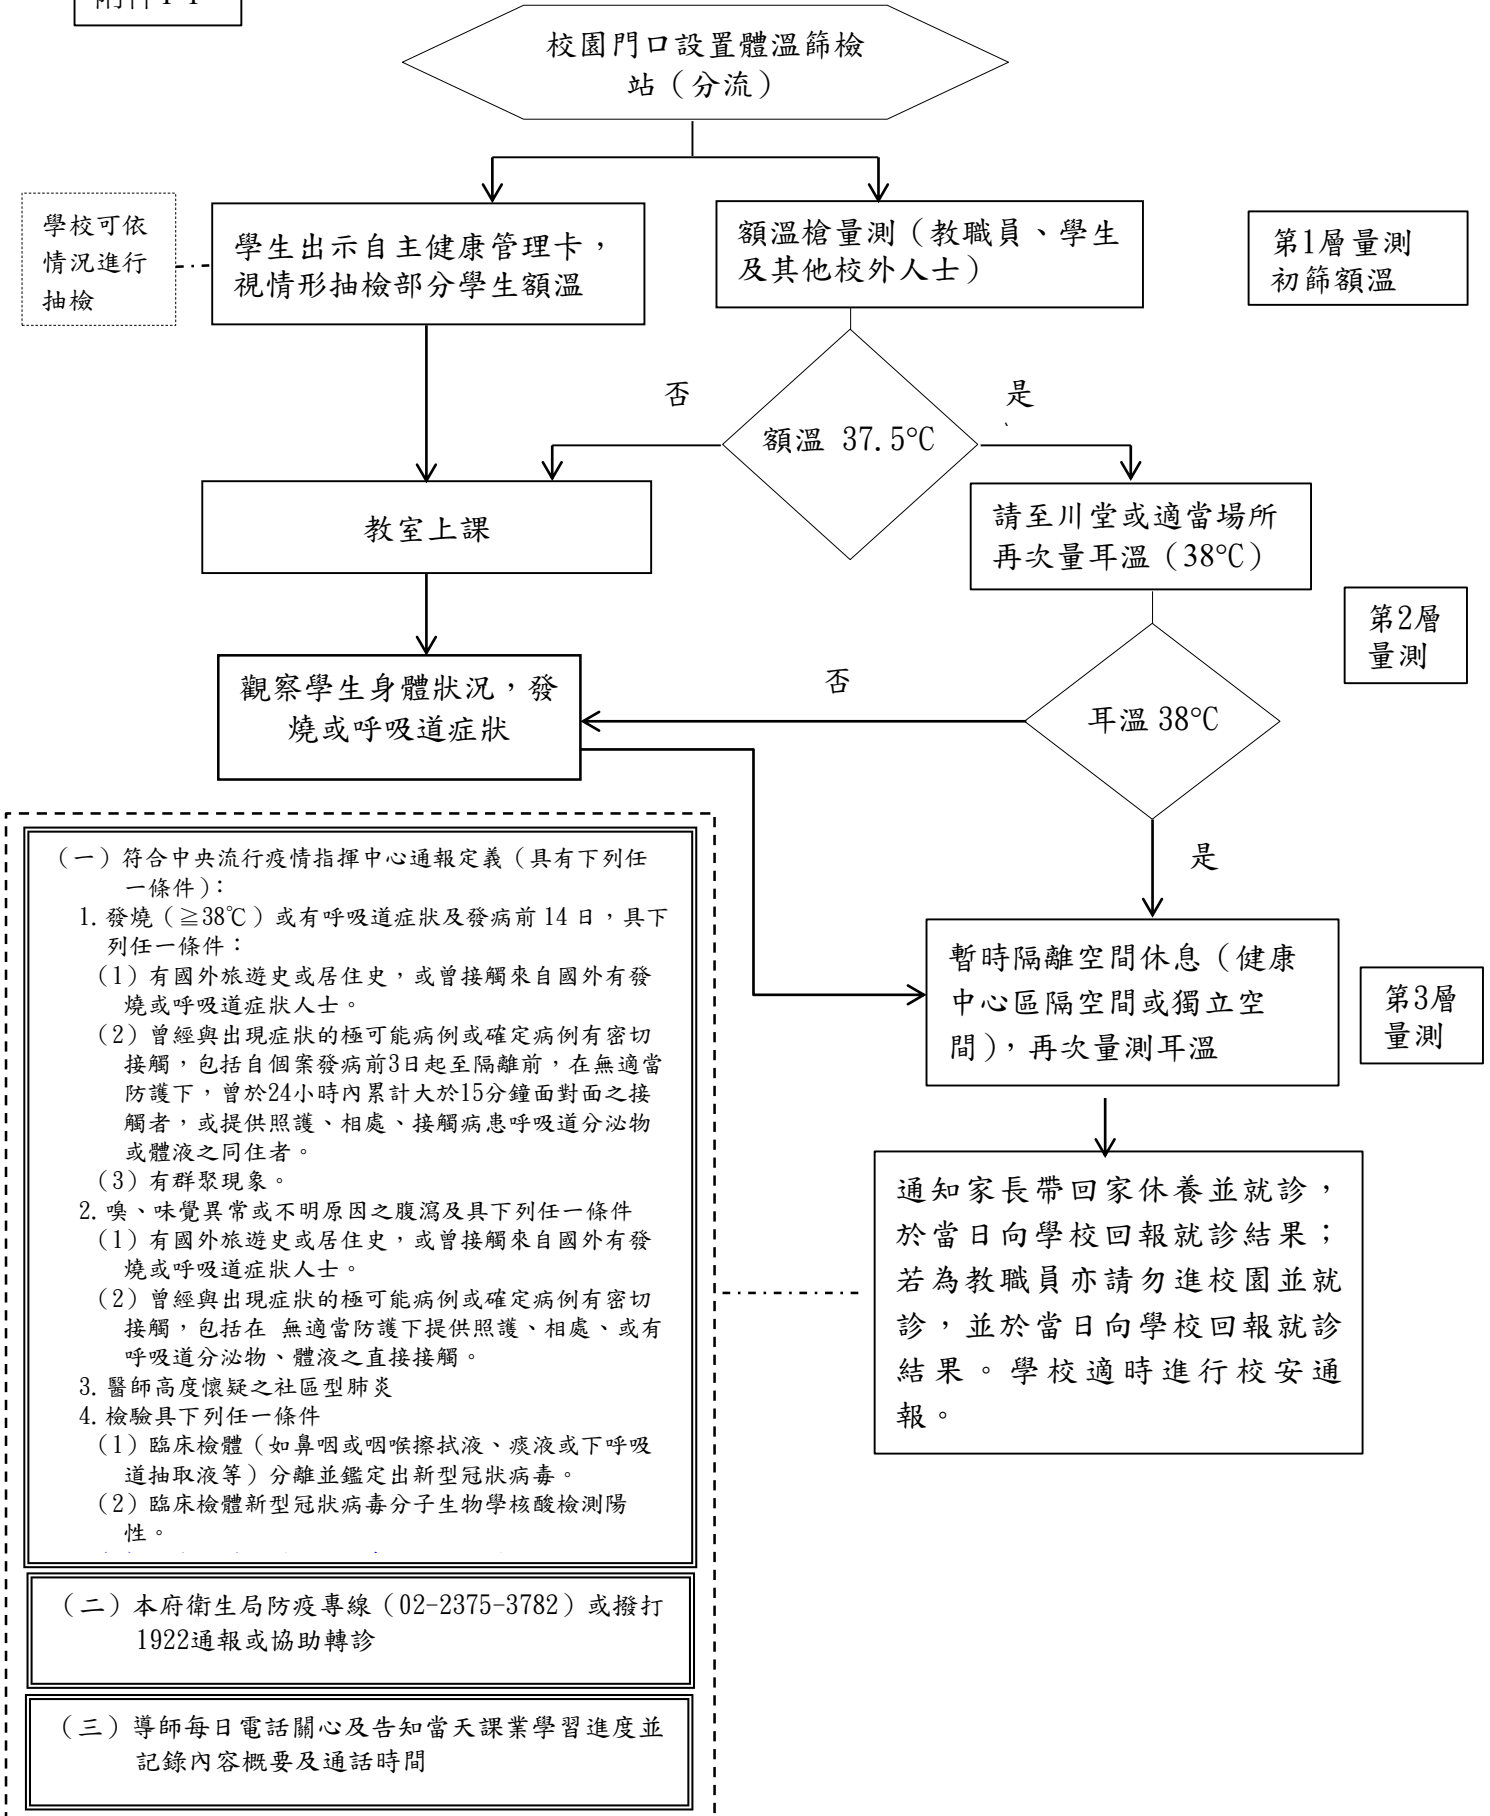 附件1-1
校園門口設置體溫篩檢
站（分流）
學校可依
情況進行
抽檢
學生出示自主健康管理卡，
視情形抽檢部分學生額溫
額溫槍量測（教職員、學生
及其他校外人士）
第1層量測
初篩額溫
否
是
額溫 37.5°C
教室上課
請至川堂或適當場所
再次量耳溫（38°C）
第2層
量測
觀察學生身體狀況，發
燒或呼吸道症狀
否
耳溫 38°C
是
（一）符合中央流行疫情指揮中心通報定義（具有下列任
一條件）：
1. 發燒（≧38℃）或有呼吸道症狀及發病前 14 日，具下
列任一條件：
（1）有國外旅遊史或居住史，或曾接觸來自國外有發
燒或呼吸道症狀人士。
（2）曾經與出現症狀的極可能病例或確定病例有密切
接觸，包括自個案發病前3日起至隔離前，在無適當
防護下，曾於24小時內累計大於15分鐘面對面之接
觸者，或提供照護、相處、接觸病患呼吸道分泌物
或體液之同住者。
（3）有群聚現象。
2. 嗅、味覺異常或不明原因之腹瀉及具下列任一條件
（1）有國外旅遊史或居住史，或曾接觸來自國外有發
燒或呼吸道症狀人士。
（2）曾經與出現症狀的極可能病例或確定病例有密切
接觸，包括在 無適當防護下提供照護、相處、或有
呼吸道分泌物、體液之直接接觸。
3. 醫師高度懷疑之社區型肺炎
4. 檢驗具下列任一條件
（1）臨床檢體（如鼻咽或咽喉擦拭液、痰液或下呼吸
道抽取液等）分離並鑑定出新型冠狀病毒。
（2）臨床檢體新型冠狀病毒分子生物學核酸檢測陽
性。
暫時隔離空間休息（健康
中心區隔空間或獨立空
間），再次量測耳溫
第3層
量測
通知家長帶回家休養並就診，
於當日向學校回報就診結果；
若為教職員亦請勿進校園並就
診，並於當日向學校回報就診
結果。學校適時進行校安通
報。
（二）本府衛生局防疫專線（02-2375-3782）或撥打
1922通報或協助轉診
（三）導師每日電話關心及告知當天課業學習進度並
記錄內容概要及通話時間